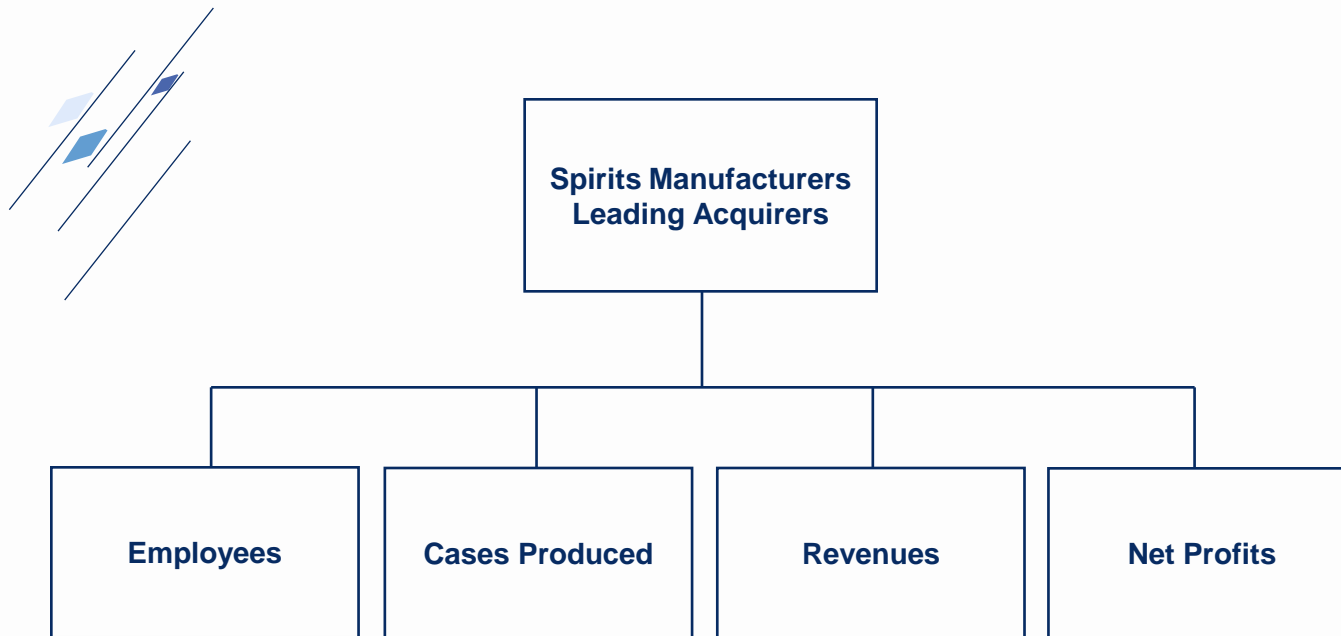 Spirits Manufacturers
Leading Acquirers
Employees
Cases Produced
Revenues
Net Profits